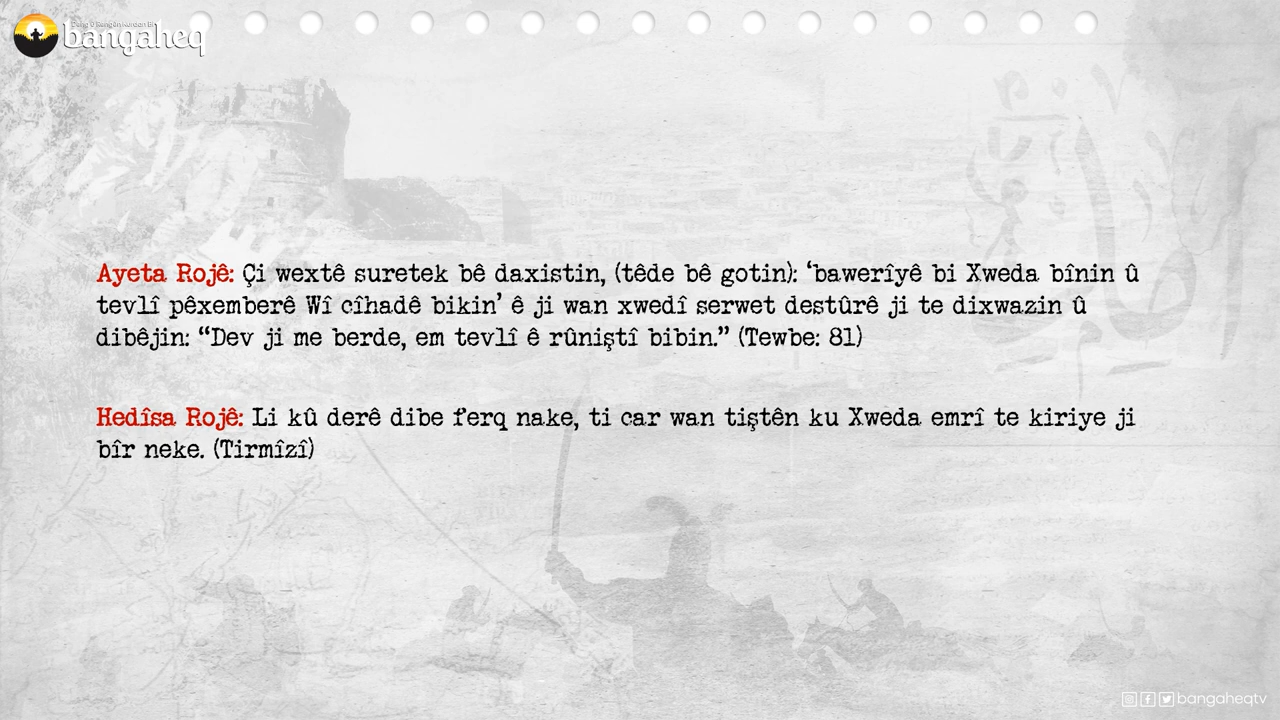 bangaheq
Ayeta Rojê: Çi wextê suretek bê daxistin, (têde bê gotin): ‘bawerîyê bi Xweda bînin û
tevlî pêxemberê Wî cîhadê bikin’ ê ji wan xwedî serwet destûrê ji te dixwazin û
dibêjin: “Dev ji me berde, em tevlî ê rûniştî bibin.” (Tewbe: 81)
Hedîsa Rojê: Li kû derê dibe ferq nake, ti car wan tiştên ku Xweda emrî te kiriye ji
bîr neke. (Tirmîzî)
bangaheqtv